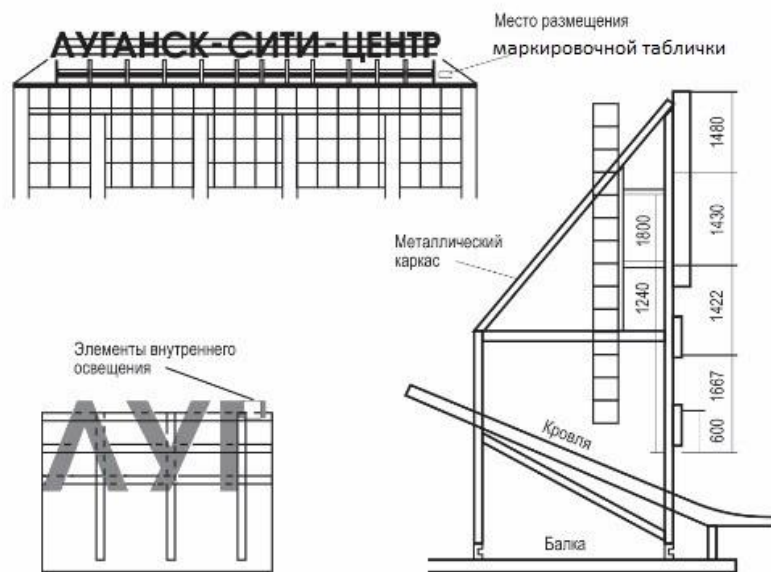 ЛУГАНСК-СИТИ-ЦЕНТР
Место размещения
маркировочной таблички
Металлический
каркас
1480
1430
1800
1240
1422
1667
600
Кровля
Балка
Элементы внутреннего
освещения
ЛУГ